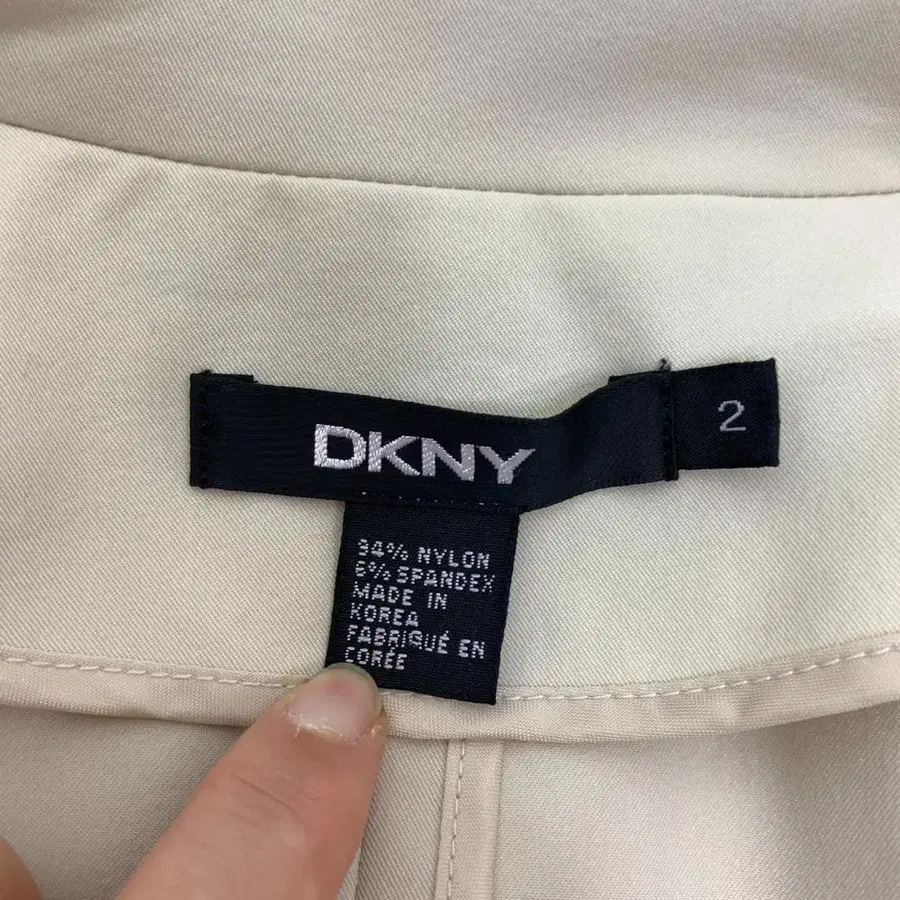 DKNY
2
94% NYLON
6% SPANDEX
MADE IN
KOREA
FABRIQUÉ EN
CORÉE